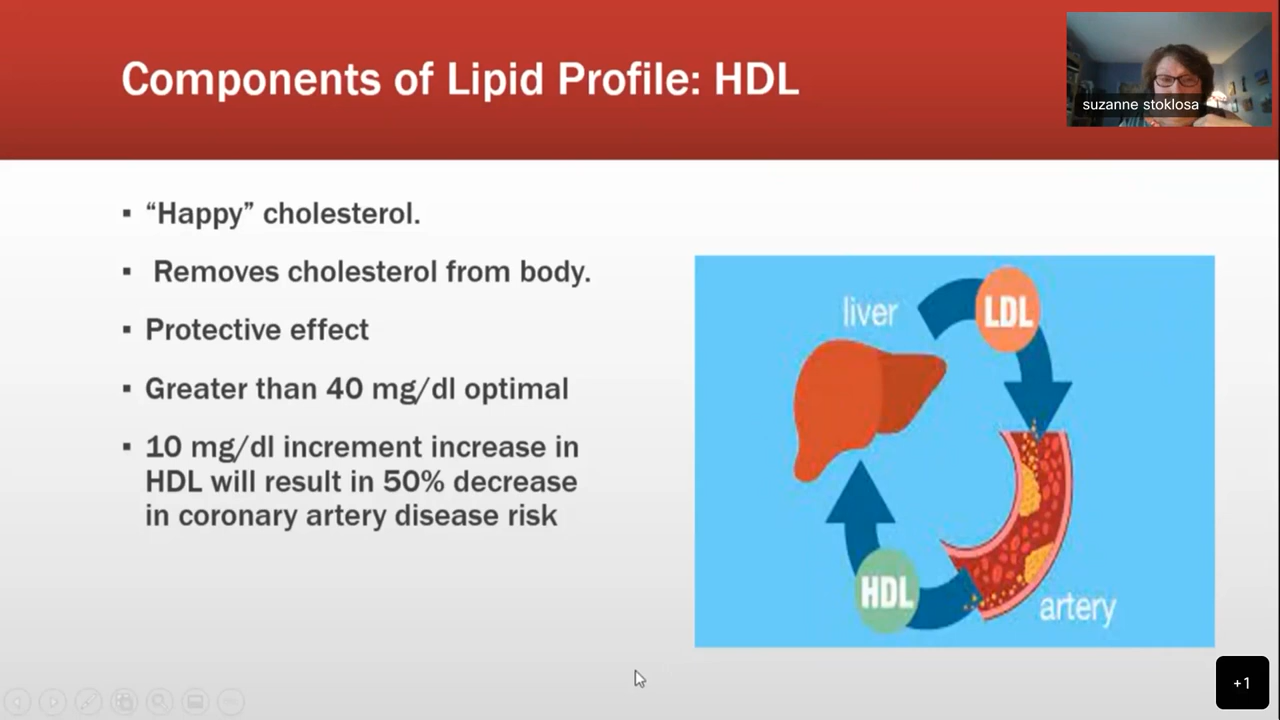 Components of Lipid Profile: HDL
suzanne stoklosa
▪ “Happy” cholesterol.
▪ Removes cholesterol from body.
▪ Protective effect
▪ Greater than 40 mg/dl optimal
▪ 10 mg/dl increment increase in
HDL will result in 50% decrease
in coronary artery disease risk
liver
LDL
HDL
artery
+1